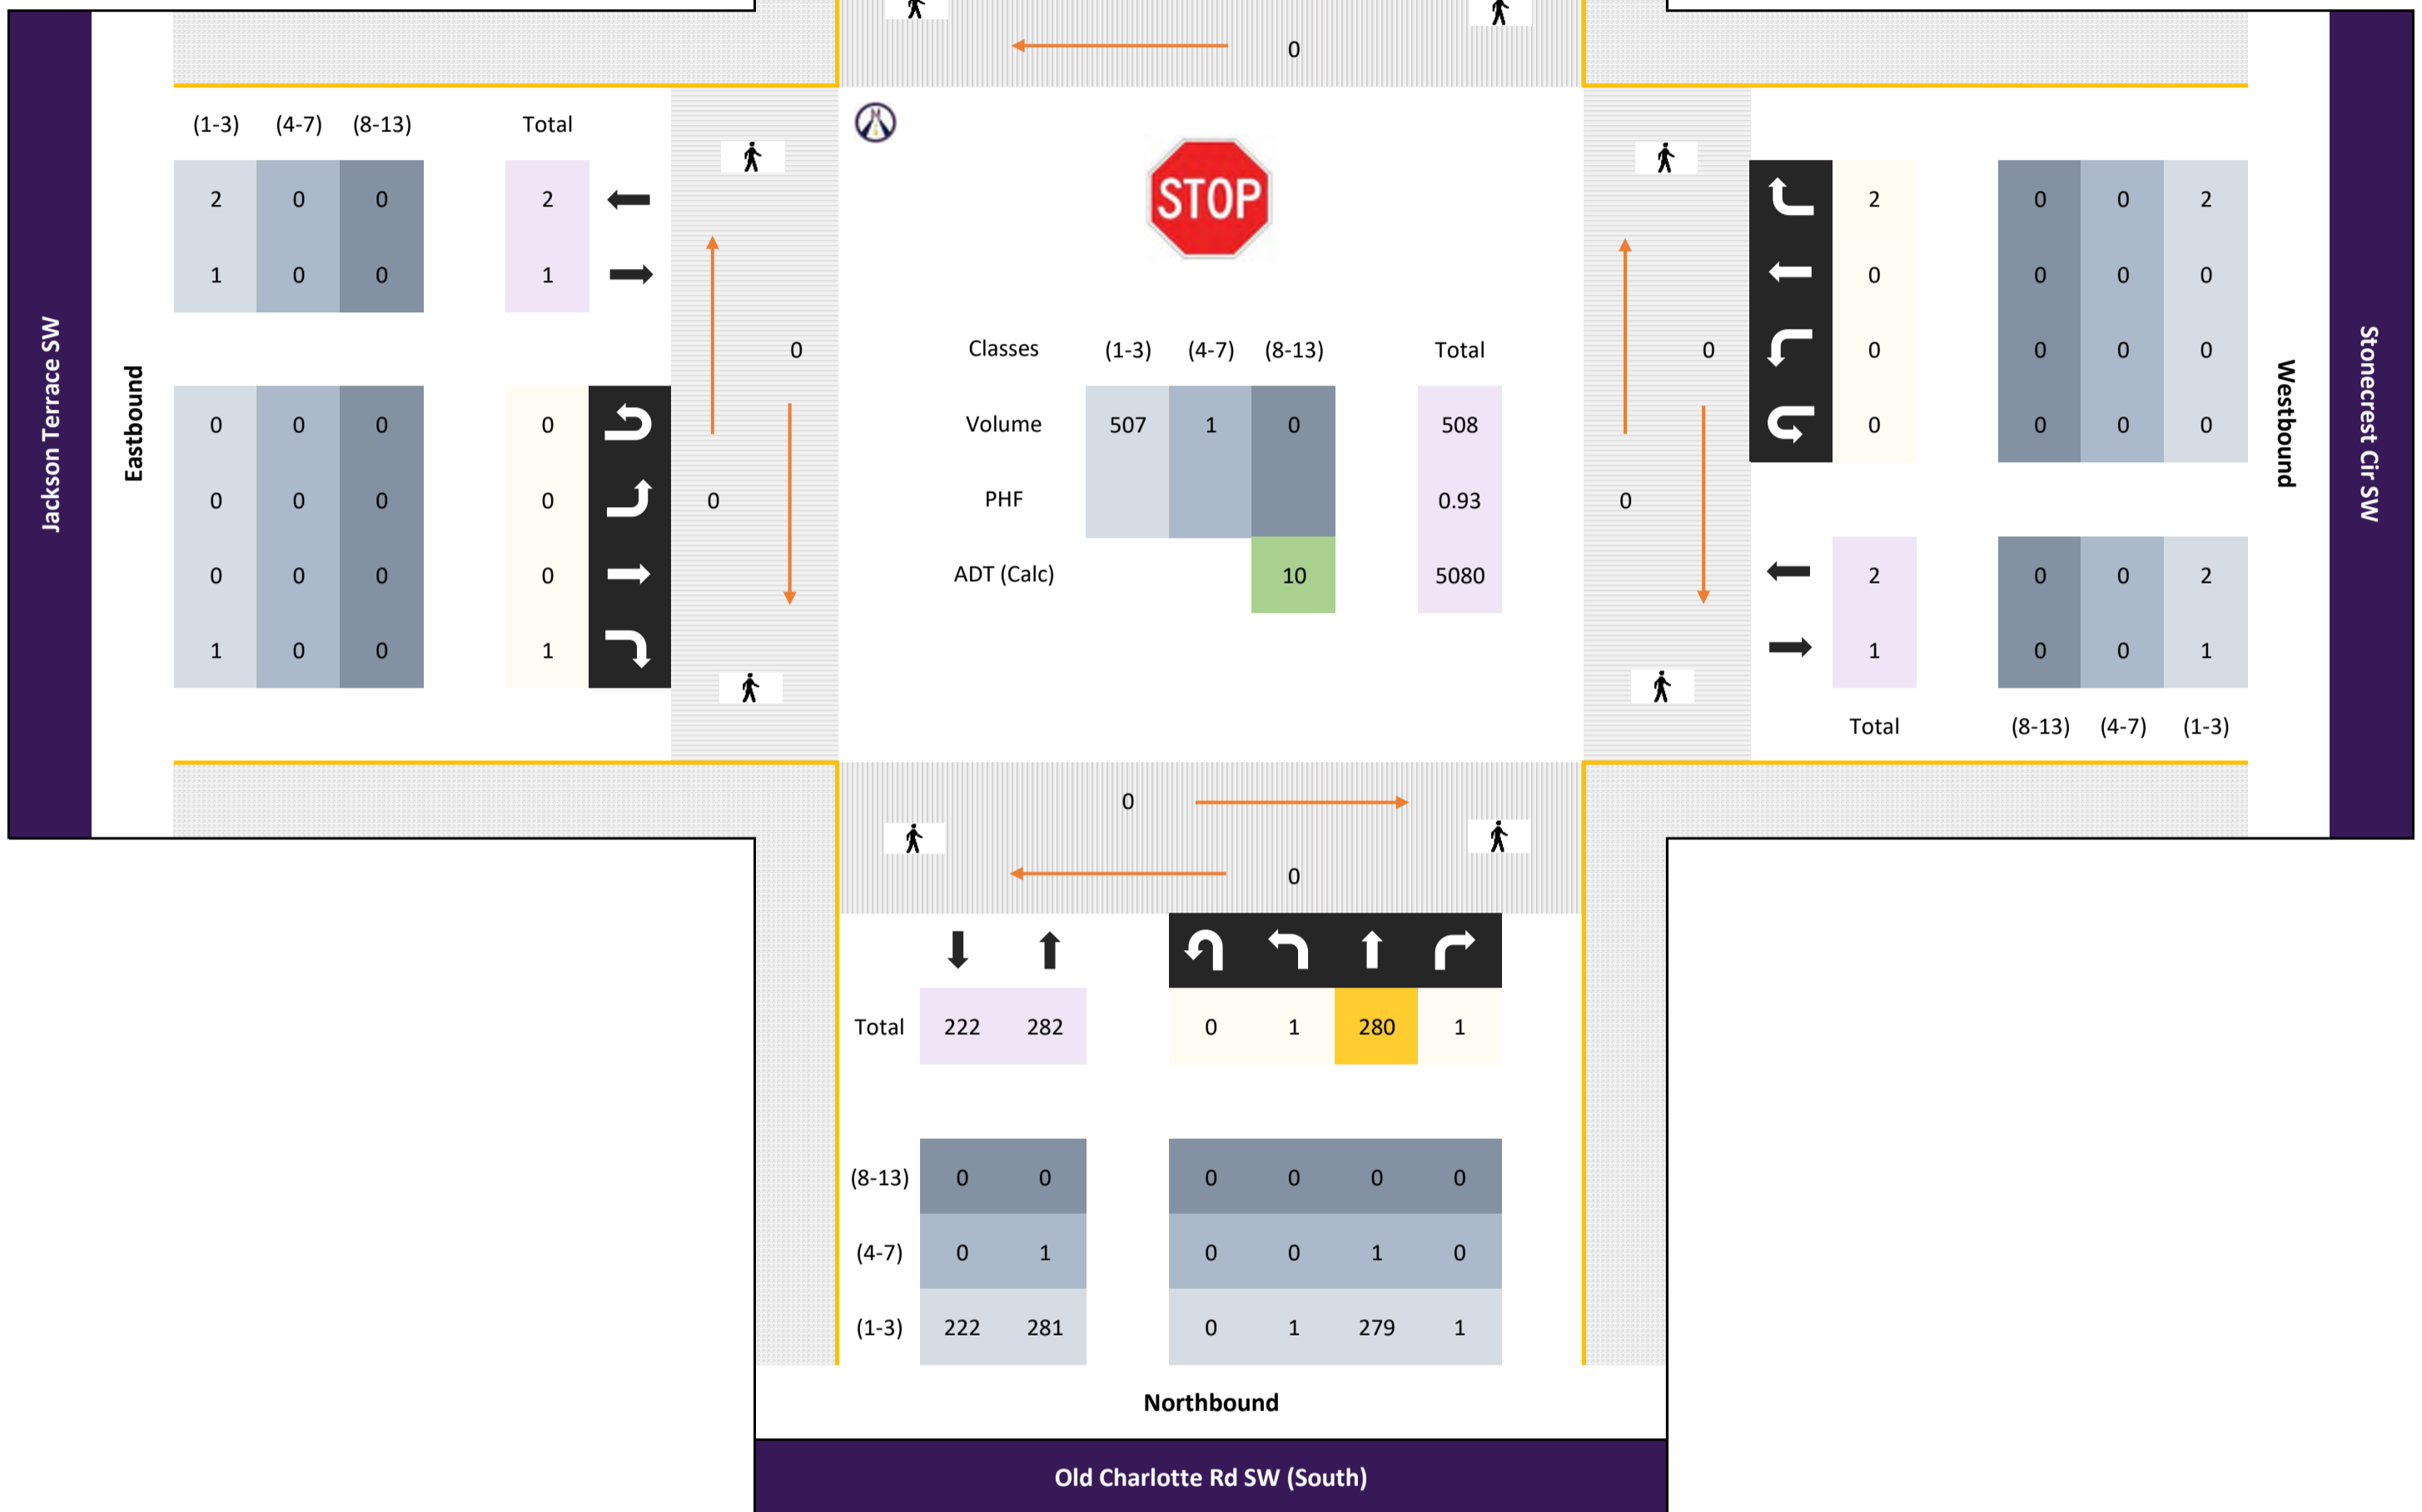 0
(1-3) (4-7) (8-13) Total
2 0 0 2
1 0 0 1
0 0 0 0
0 0 0 0
0 0 0 0
1 0 0 1
Jackson Terrace SW
Eastbound
0
0
STOP
Classes (1-3) (4-7) (8-13) Total
Volume 507 1 0 508
PHF 0.93
ADT (Calc) 10 5080
0
0
2 0 0 2
0 0 0 0
0 0 0 0
0 0 0 0
2 0 0 2
1 0 0 1
Total (8-13) (4-7) (1-3)
Westbound
Stonecrest Cir SW
0
0
Total 222 282 0 1 280 1
(8-13) 0 0 0 0 0 0
(4-7) 0 1 0 0 1 0
(1-3) 222 281 0 1 279 1
Northbound
Old Charlotte Rd SW (South)